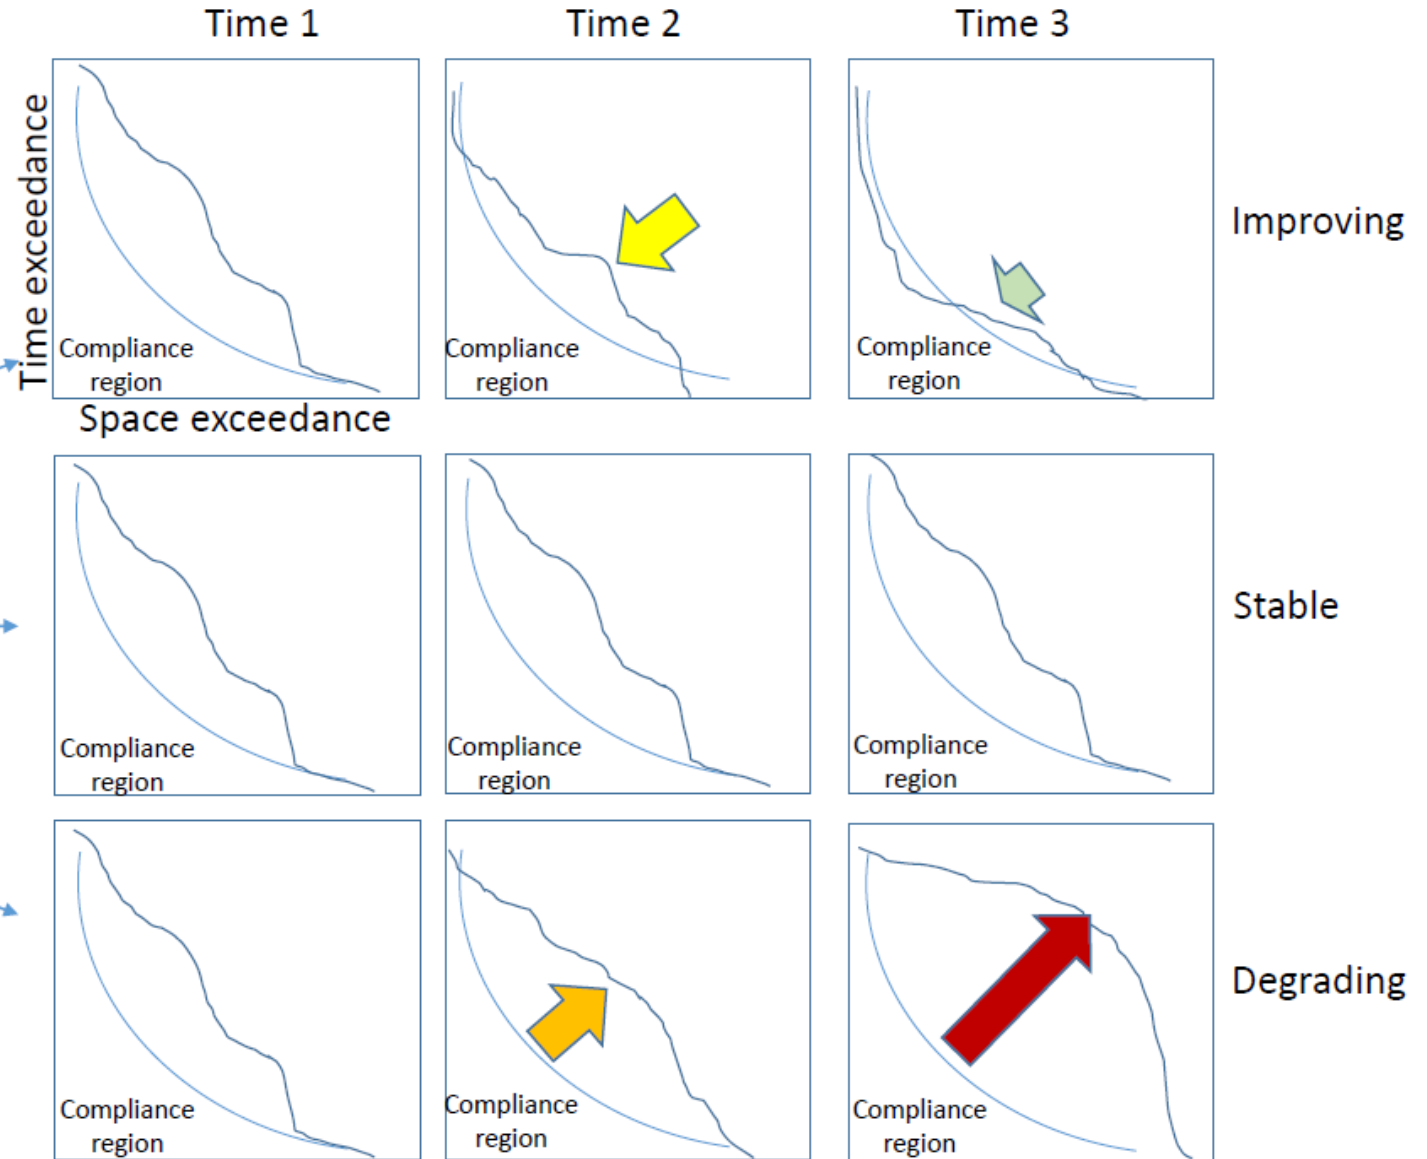 Time 1
Time 2
Time 3
Time exceedance
Compliance
region
Compliance
region
Compliance
region
Improving
Space exceedance
Compliance
region
Compliance
region
Compliance
region
Stable
Compliance
region
Compliance
region
Compliance
region
Degrading